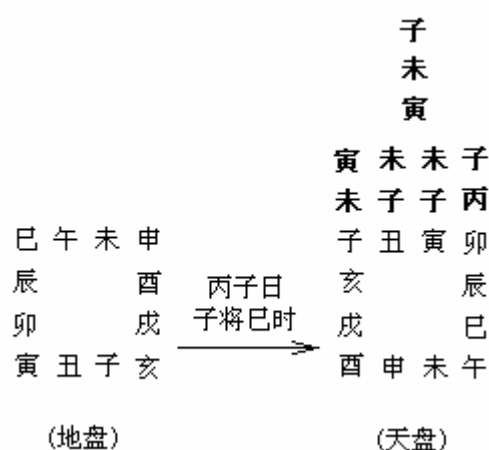 子
未
寅
寅 未 未 子
未 子 子 丙
巳 午 未 申
辰 酉
卯 戌
寅 丑 子 亥
(地盘)
丙子日
子将巳时
子 丑 寅 卯
亥 辰
戌 巳
酉 申 未 午
(天盘)